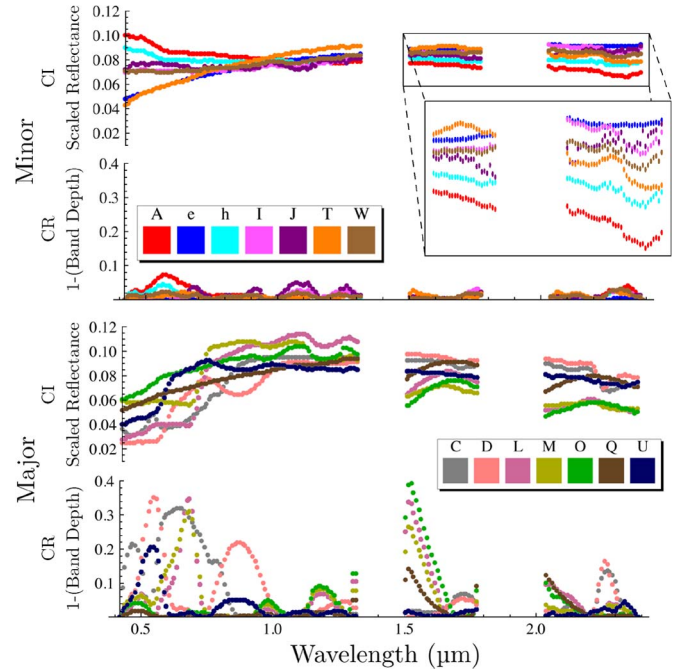 Minor
CI
Scaled Reflectance
0.12
0.10
0.08
0.06
0.04
0.02
CR
1-(Band Depth)
0.4
0.3
0.2
0.1
A e h I J T W
Major
CI
Scaled Reflectance
0.12
0.10
0.08
0.06
0.04
0.02
C D L M O Q U
CR
1-(Band Depth)
0.4
0.3
0.2
0.1
0.5 1.0 1.5 2.0
Wavelength (µm)